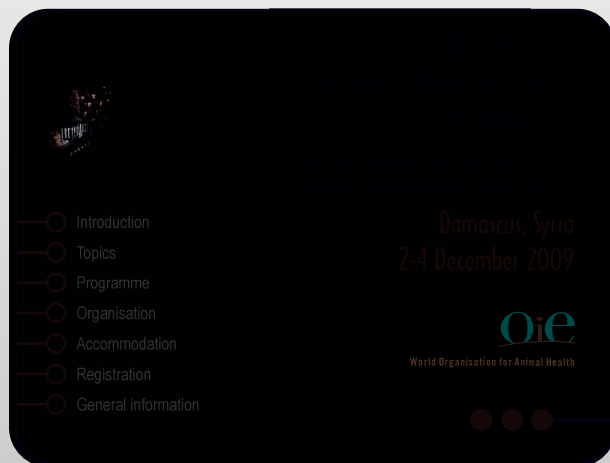 Introduction
Topics
Programme
Organisation
Accommodation
Registration
General information
Damascus, Syria
2-4 December 2009
OiE
World Organisation for Animal Health